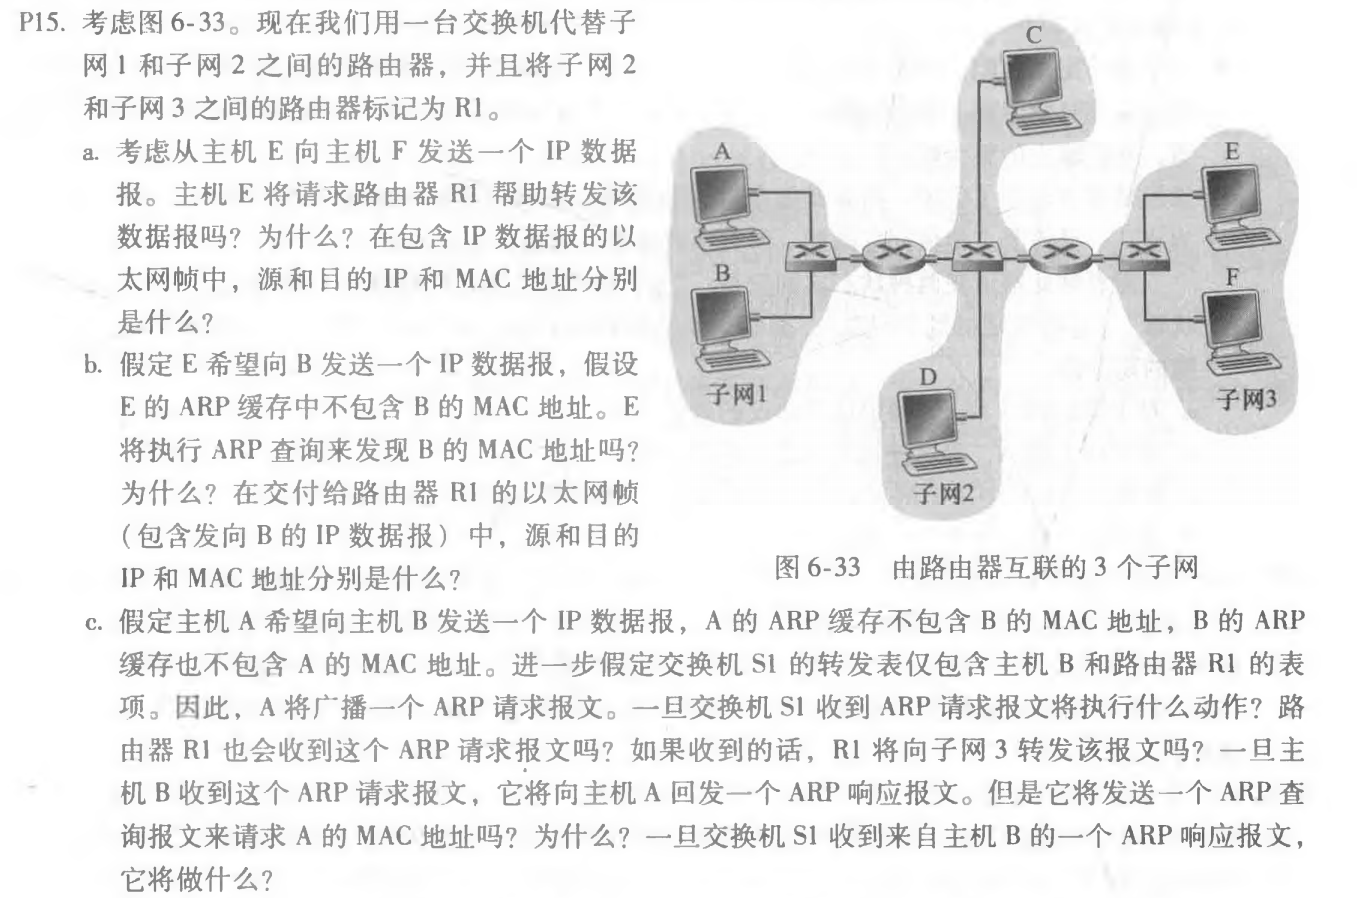 P15. 考虑图 6-33。现在我们用一台交换机代替子
网 1 和子网 2 之间的路由器，并且将子网 2
和子网 3 之间的路由器标记为 R1。
a. 考虑从主机 E 向主机 F 发送一个 IP 数据
报。主机 E 将请求路由器 R1 帮助转发该
数据报吗？为什么？在包含 IP 数据报的以
太网帧中，源和目的 IP 和 MAC 地址分别
是什么？
b. 假定 E 希望向 B 发送一个 IP 数据报，假设
E 的 ARP 缓存中不包含 B 的 MAC 地址。E
将执行 ARP 查询来发现 B 的 MAC 地址吗？
为什么？在交付给路由器 R1 的以太网帧
（包含发向 B 的 IP 数据报）中，源和目的
IP 和 MAC 地址分别是什么？
C
A
E
B
F
子网1
D
子网3
子网2
图 6-33 由路由器互联的 3 个子网
c. 假定主机 A 希望向主机 B 发送一个 IP 数据报，A 的 ARP 缓存不包含 B 的 MAC 地址，B 的 ARP
缓存也不包含 A 的 MAC 地址。进一步假定交换机 S1 的转发表仅包含主机 B 和路由器 R1 的表
项。因此，A 将广播一个 ARP 请求报文。一旦交换机 S1 收到 ARP 请求报文将执行什么动作？路
由器 R1 也会收到这个 ARP 请求报文吗？如果收到的话，R1 将向子网 3 转发该报文吗？一旦主
机 B 收到这个 ARP 请求报文，它将向主机 A 回发一个 ARP 响应报文。但是它将发送一个 ARP 查
询报文来请求 A 的 MAC 地址吗？为什么？一旦交换机 S1 收到来自主机 B 的一个 ARP 响应报文，
它将做什么？